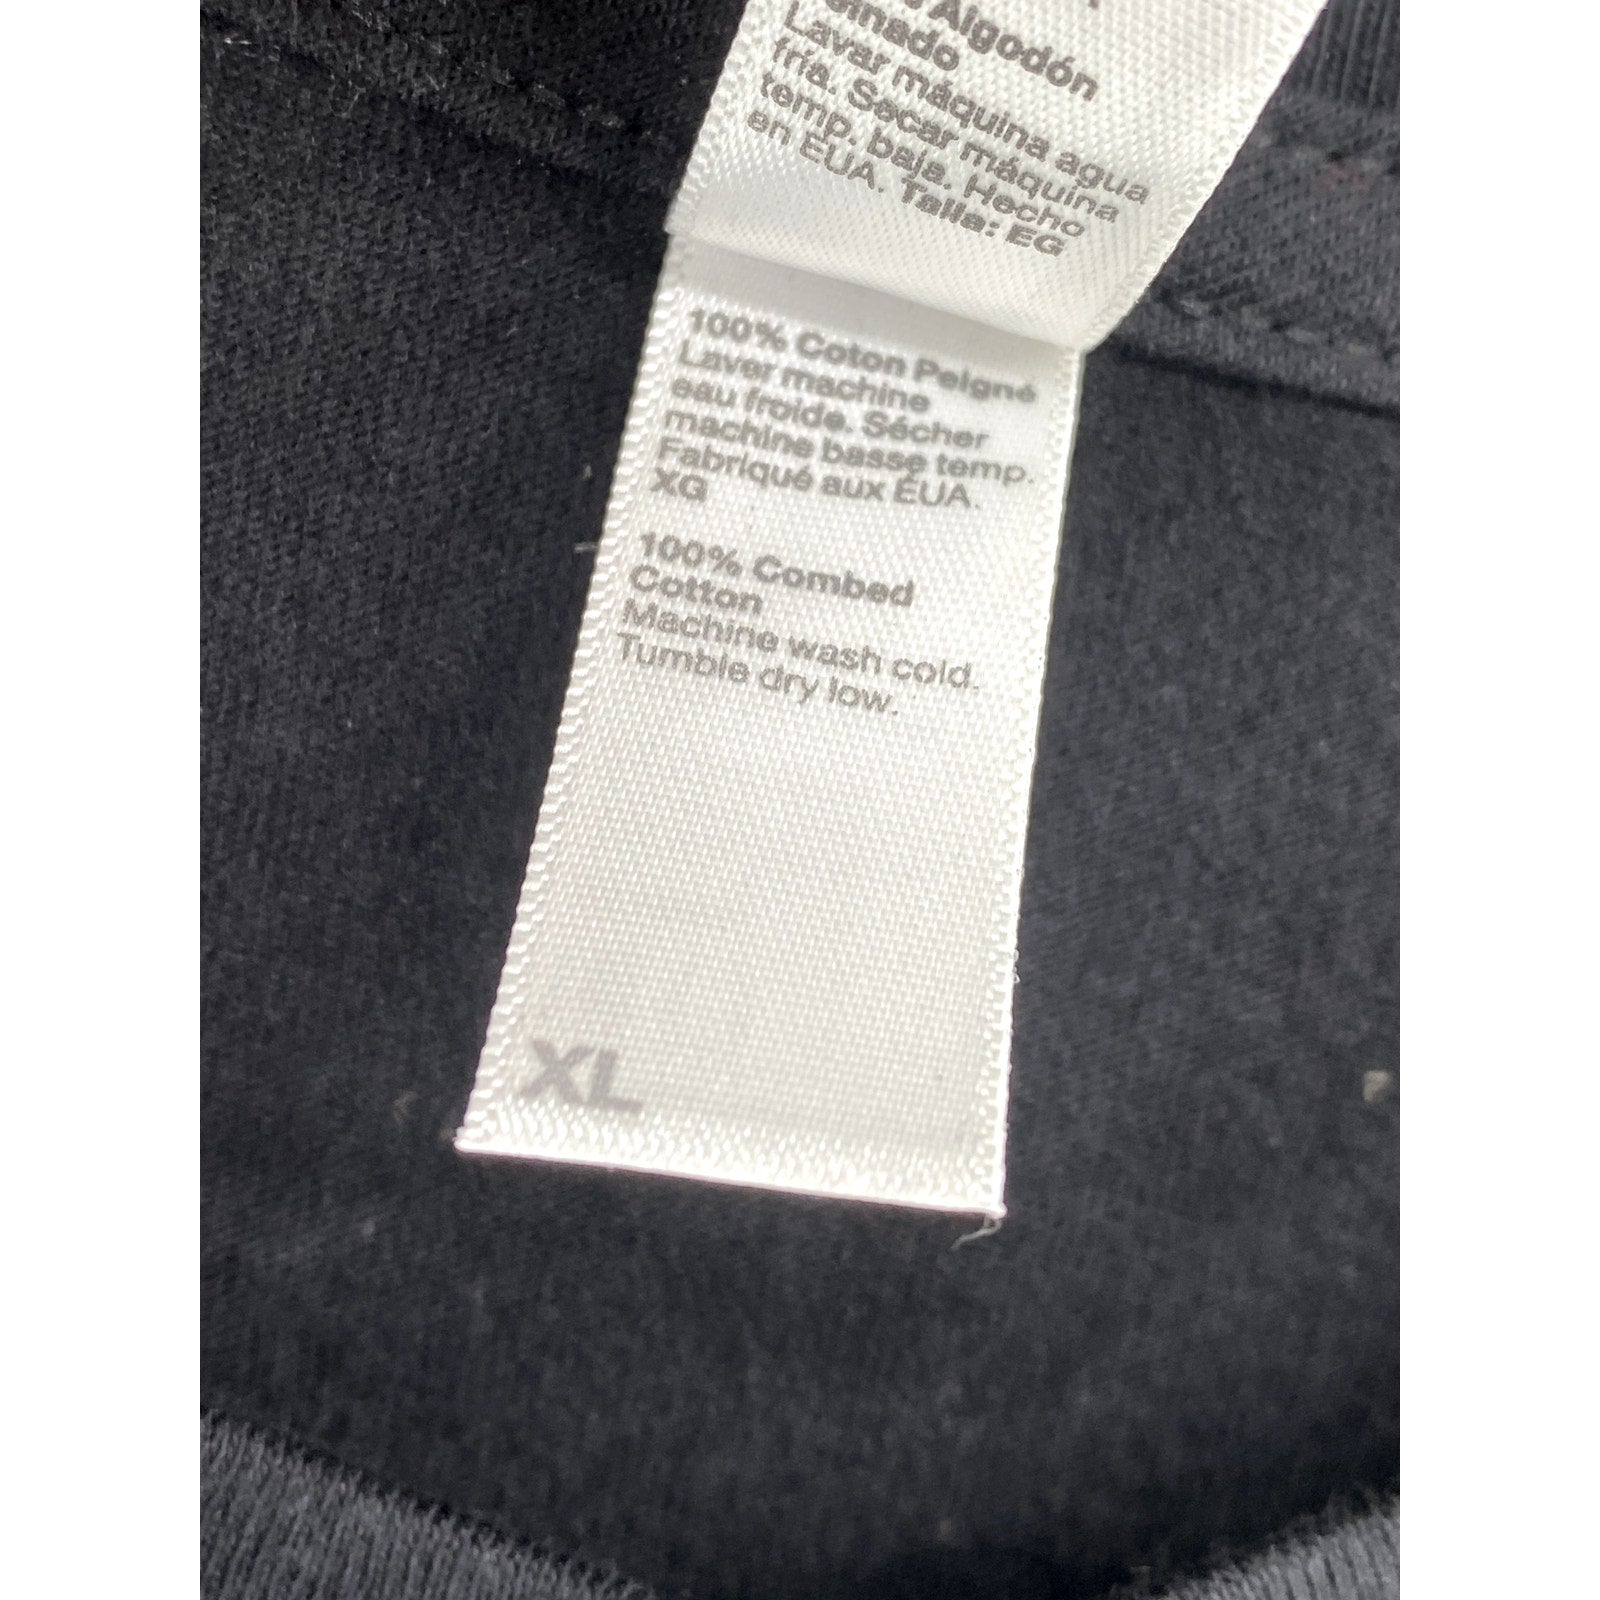 Algodón
Lavar máquina agua
fría. Secar máquina
temp. baja. Hecho
en EUA. Talla: EG
100% Coton Peigné
Laver machine
eau froide. Sécher
machine basse temp.
Fabriqué aux ÉUA.
XG
100% Combed
Cotton
Machine wash cold.
Tumble dry low.
XL